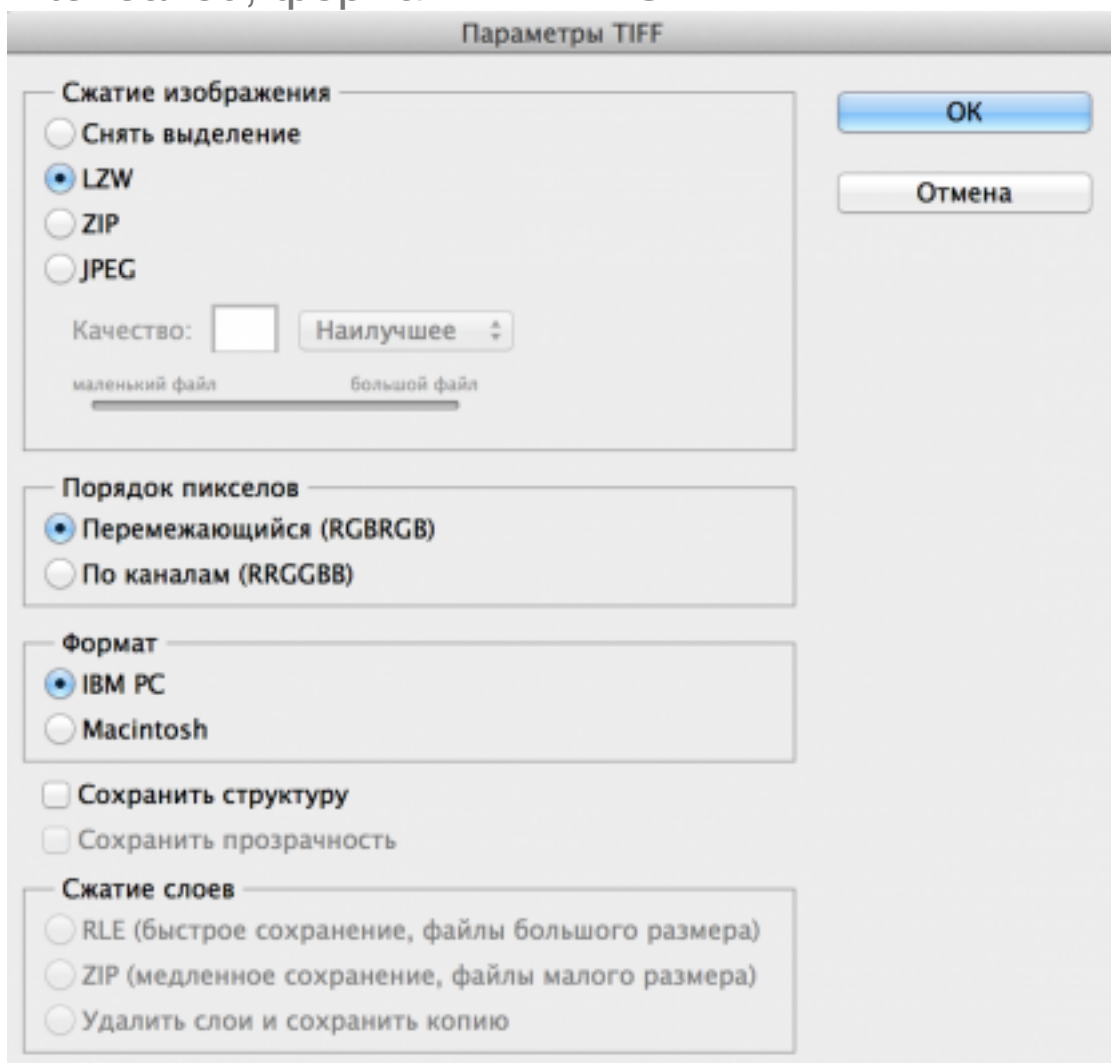 Параметры TIFF
Сжатие изображения
Снять выделение
LZW
ZIP
JPEG
Качество: Наилучшее
маленький файл большой файл
OK
Отмена
Порядок пикселов
Перемежающийся (RGBRGB)
По каналам (RRGGBB)
Формат
IBM PC
Macintosh
Сохранить структуру
Сохранить прозрачность
Сжатие слоев
RLE (быстрое сохранение, файлы большого размера)
ZIP (медленное сохранение, файлы малого размера)
Удалить слои и сохранить копию